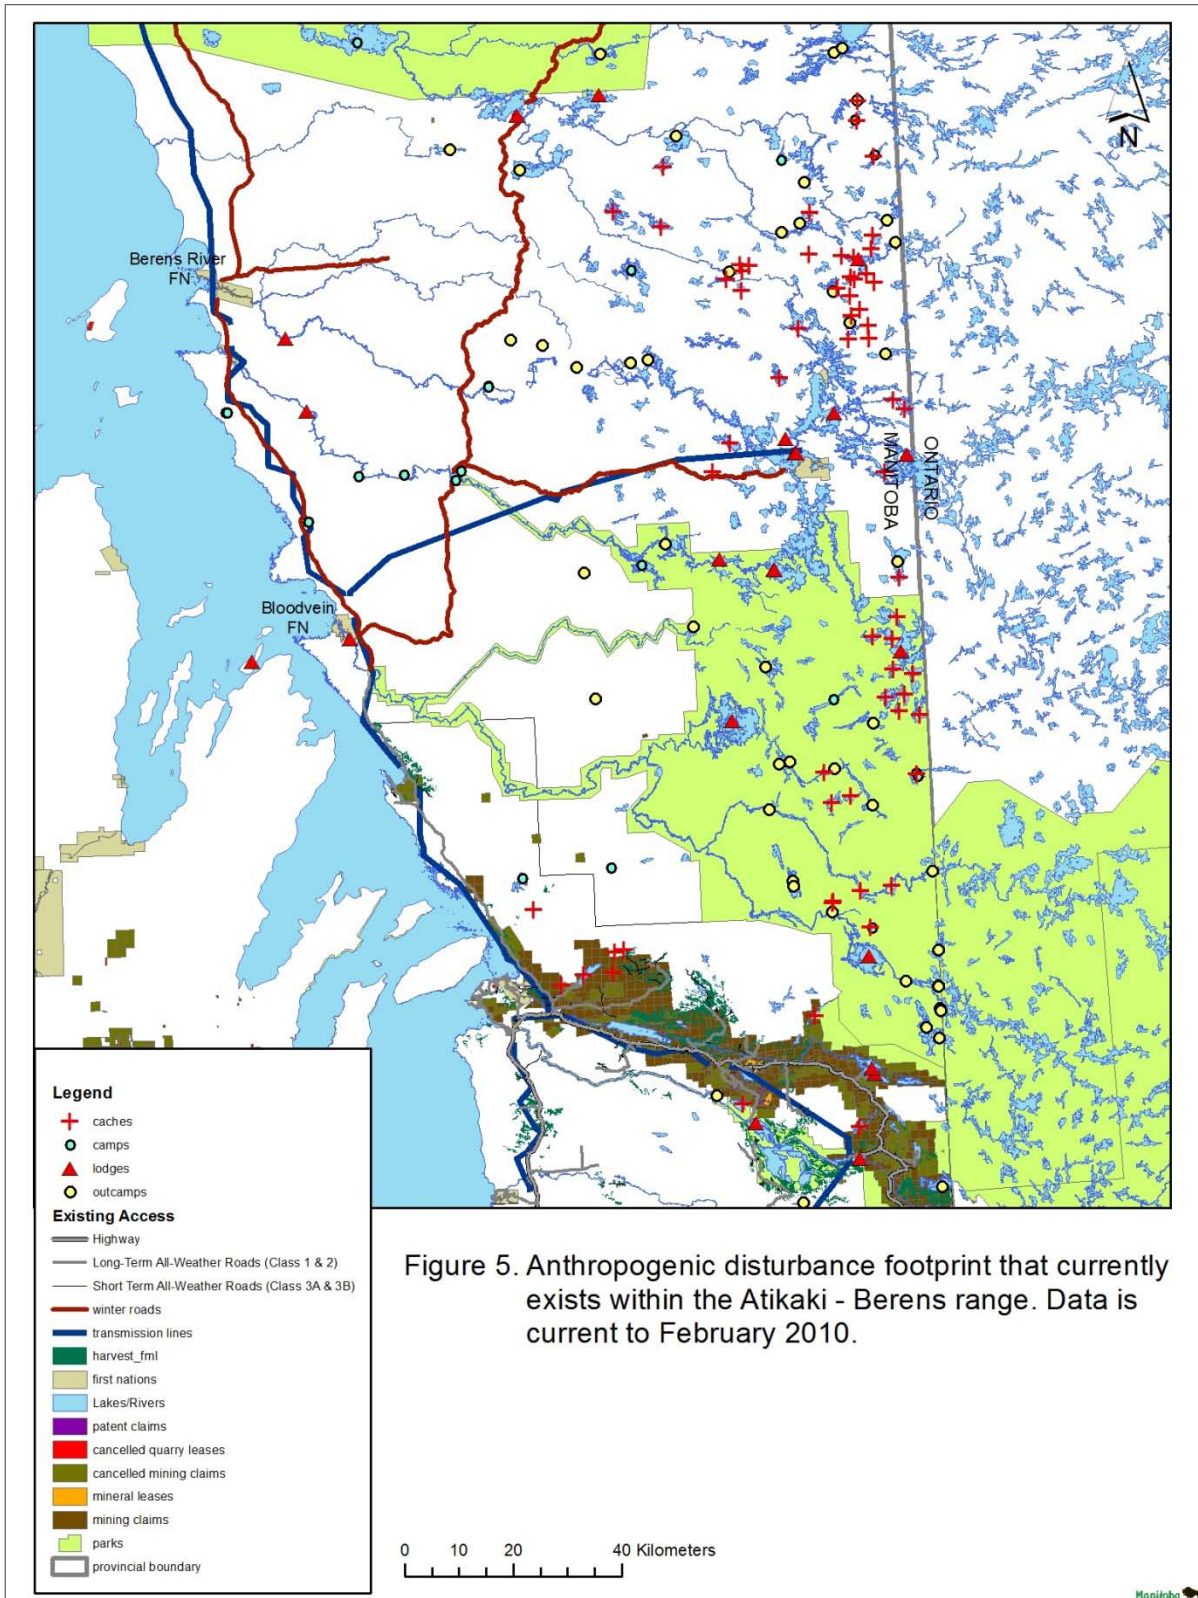 N
Berens River
FN
MANITOBA
ONTARIO
Bloodvein
FN
Legend
caches
camps
lodges
outcamps
Existing Access
Highway
Long-Term All-Weather Roads (Class 1 & 2)
Short Term All-Weather Roads (Class 3A & 3B)
winter roads
transmission lines
harvest_fml
first nations
Lakes/Rivers
patent claims
cancelled quarry leases
cancelled mining claims
mineral leases
mining claims
parks
provincial boundary
Figure 5. Anthropogenic disturbance footprint that currently
exists within the Atikaki - Berens range. Data is
current to February 2010.
0 10 20 40 Kilometers
Manitoba